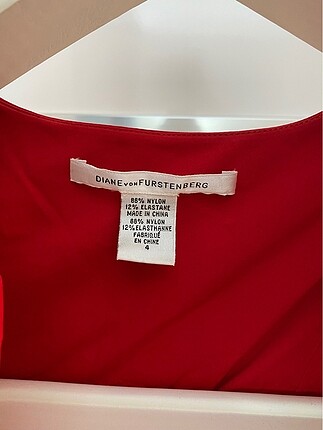 DIANE VON FURSTENBERG
88% NYLON
12% ELASTANE
MADE IN CHINA
88% NYLON
12% ELASTHANNE
FABRIQUÉ
EN CHINE
4